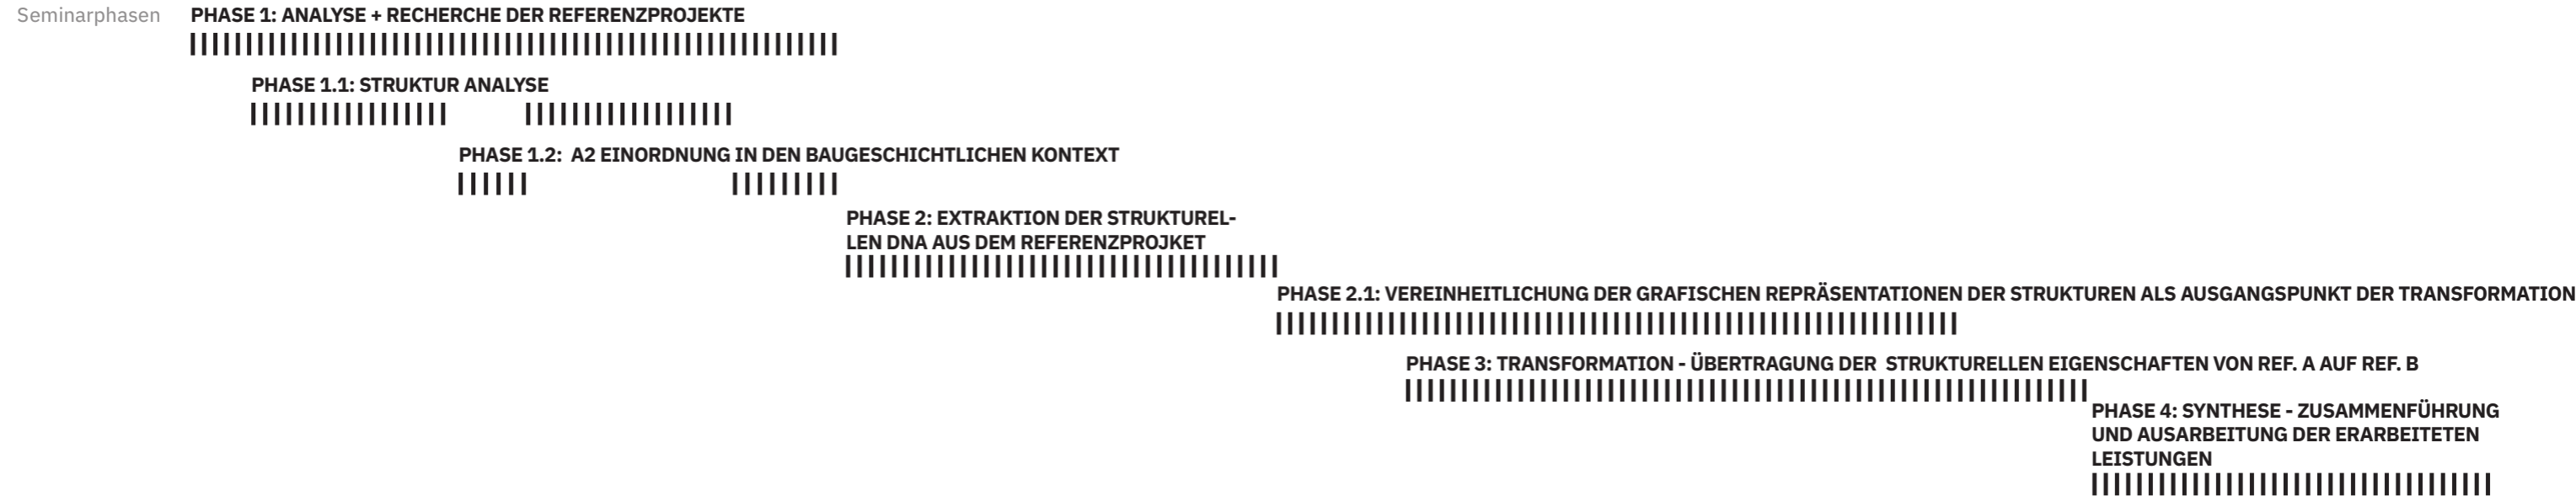 Seminarphasen
PHASE 1: ANALYSE + RECHERCHE DER REFERENZPROJEKTE
PHASE 1.1: STRUKTUR ANALYSE
PHASE 1.2:  A2 EINORDNUNG IN DEN BAUGESCHICHTLICHEN KONTEXT
PHASE 2: EXTRAKTION DER STRUKTUREL-
LEN DNA AUS DEM REFERENZPROJKET
PHASE 2.1: VEREINHEITLICHUNG DER GRAFISCHEN REPRÄSENTATIONEN DER STRUKTUREN ALS AUSGANGSPUNKT DER TRANSFORMATION
PHASE 3: TRANSFORMATION - ÜBERTRAGUNG DER  STRUKTURELLEN EIGENSCHAFTEN VON REF. A AUF REF. B
PHASE 4: SYNTHESE - ZUSAMMENFÜHRUNG
UND AUSARBEITUNG DER ERARBEITETEN
LEISTUNGEN